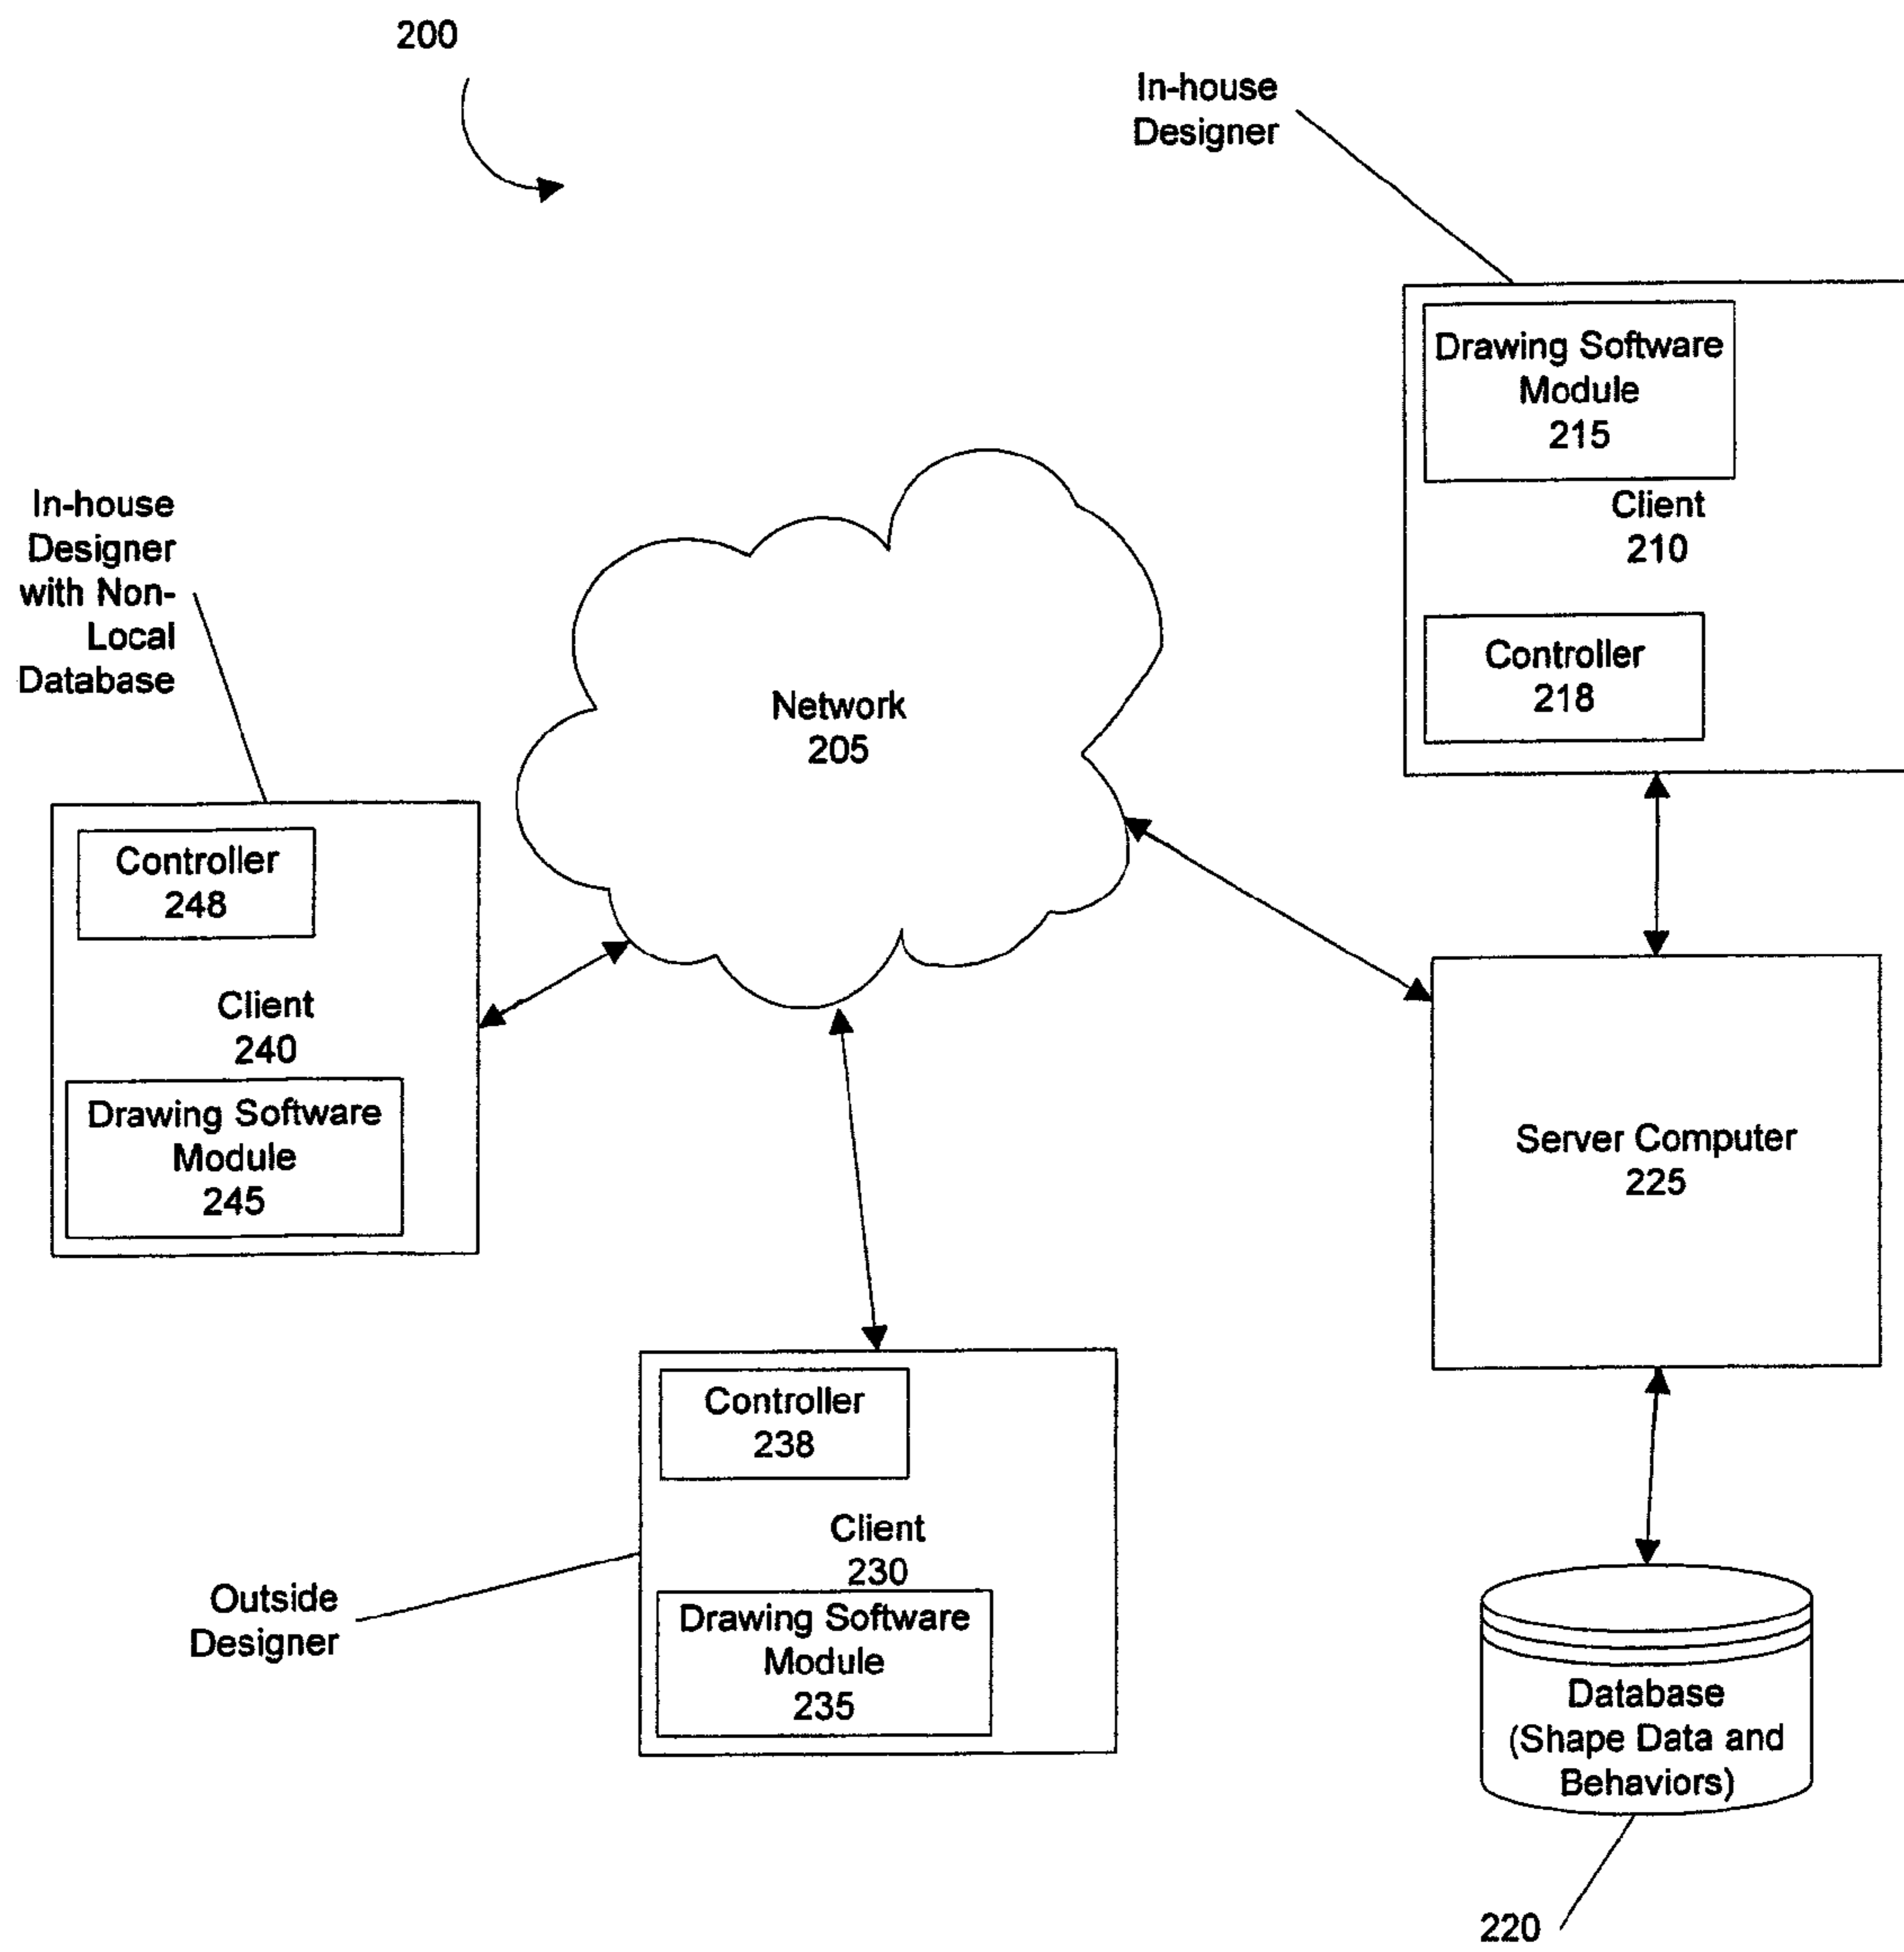 200
In-house
Designer
Drawing Software
Module
215
Client
210
Controller
218
In-house
Designer
with Non-
Local
Database
Network
205
Controller
248
Client
240
Drawing Software
Module
245
Server Computer
225
Controller
238
Client
230
Drawing Software
Module
235
Outside
Designer
Database
(Shape Data and
Behaviors)
220